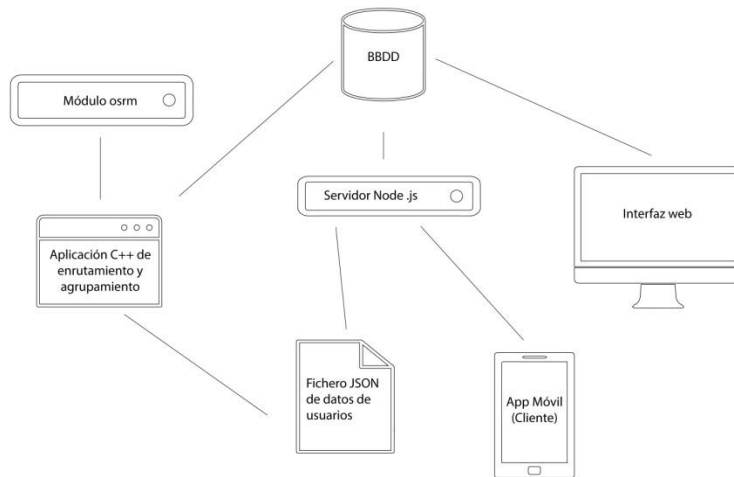 BBDD
Módulo osrm
Servidor Node .js
Interfaz web
Aplicación C++ de
enrutamiento y
agrupamiento
Fichero JSON
de datos de
usuarios
App Móvil
(Cliente)